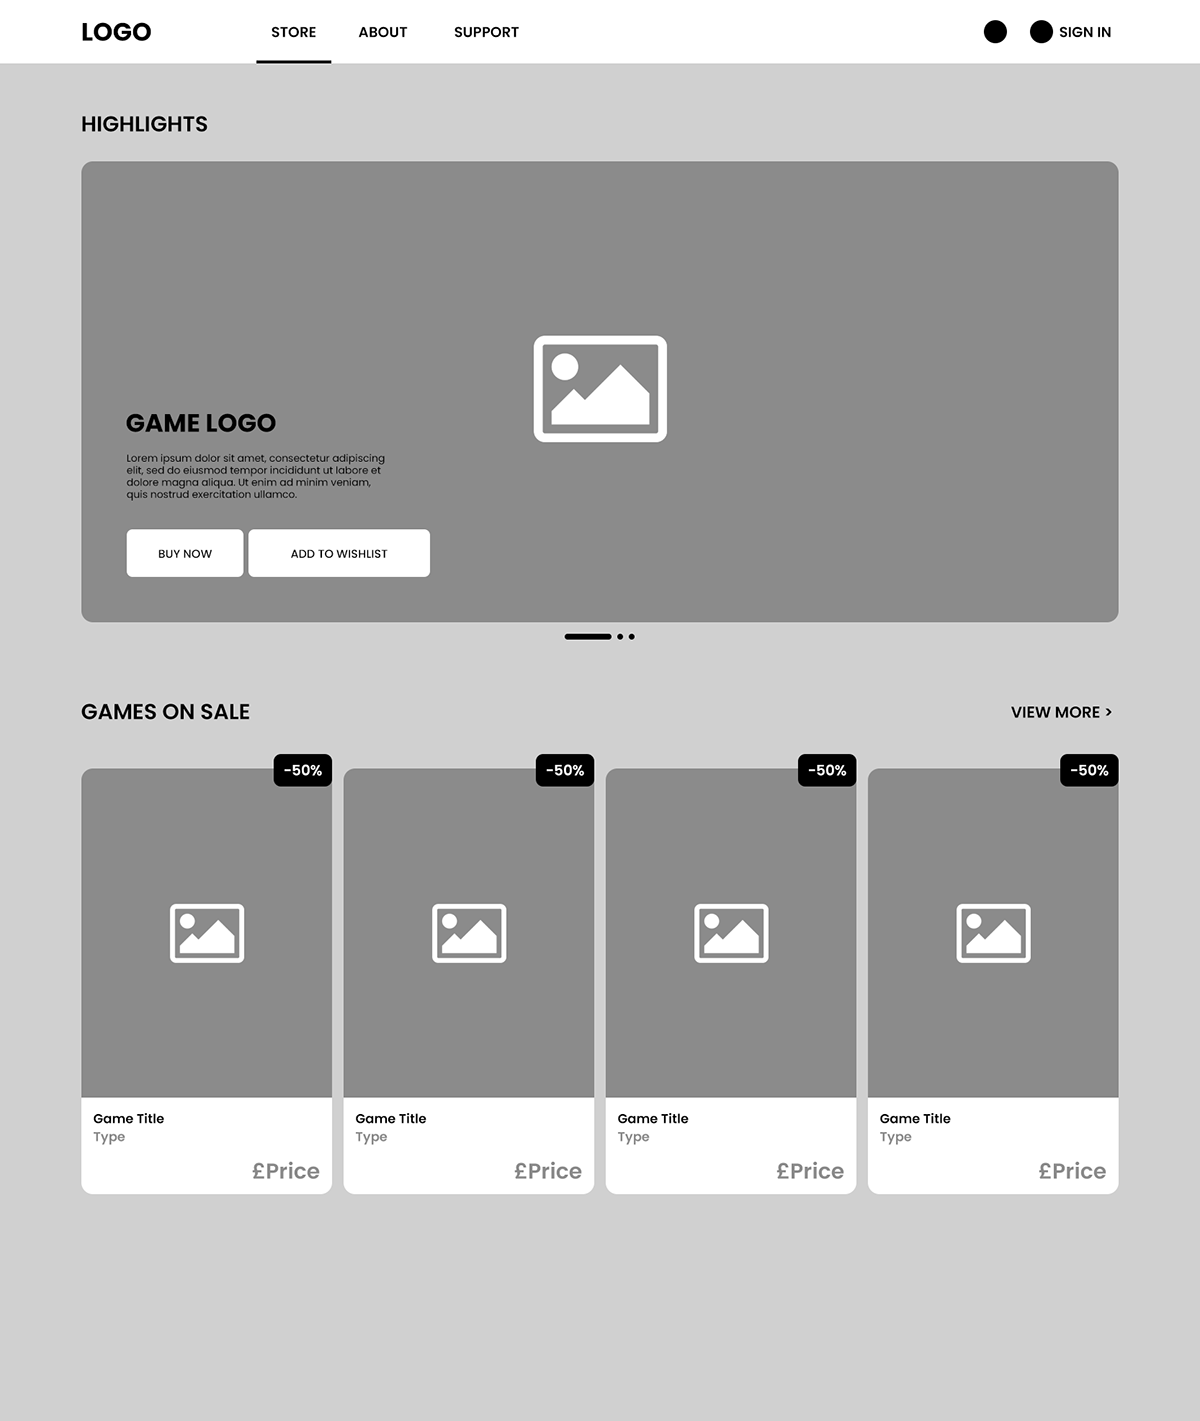 LOGO
STORE
ABOUT
SUPPORT
SIGN IN
HIGHLIGHTS
GAME LOGO
Lorem ipsum dolor sit amet, consectetur adipiscing
elit, sed do eiusmod tempor incididunt ut labore et
dolore magna aliqua. Ut enim ad minim veniam,
quis nostrud exercitation ullamco.
BUY NOW
ADD TO WISHLIST
GAMES ON SALE
VIEW MORE >
-50%
-50%
-50%
-50%
Game Title
Type
£Price
Game Title
Type
£Price
Game Title
Type
£Price
Game Title
Type
£Price